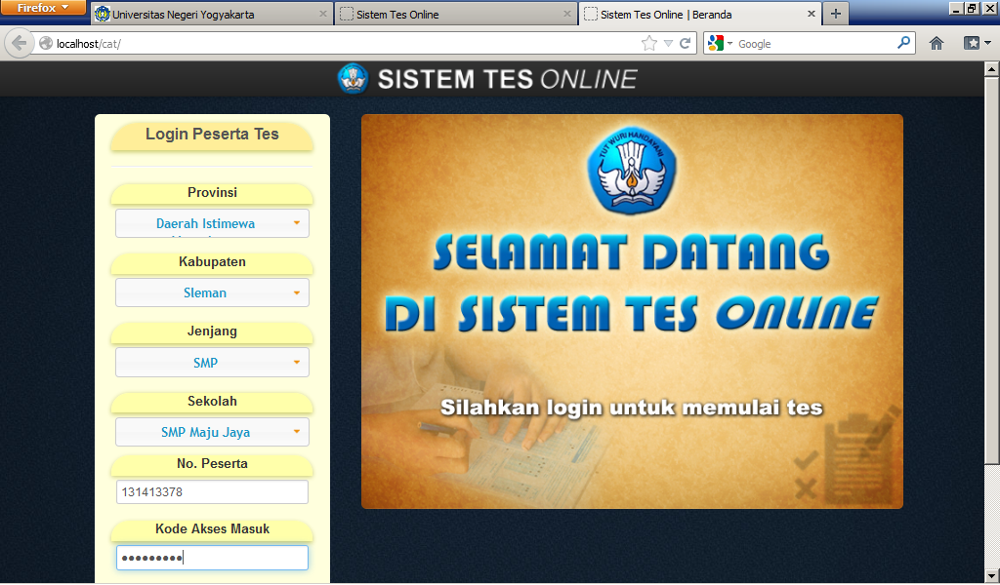 Firefox
Universitas Negeri Yogyakarta
Sistem Tes Online
Sistem Tes Online | Beranda
localhost/cat/
Google
SISTEM TES ONLINE
Login Peserta Tes
Provinsi
Daerah Istimewa
Kabupaten
Sleman
Jenjang
SMP
Sekolah
SMP Maju Jaya
No. Peserta
131413378
Kode Akses Masuk
•••••••••
TUT WURI HANDAYANI
SELAMAT DATANG
DI SISTEM TES ONLINE
Silahkan login untuk memulai tes